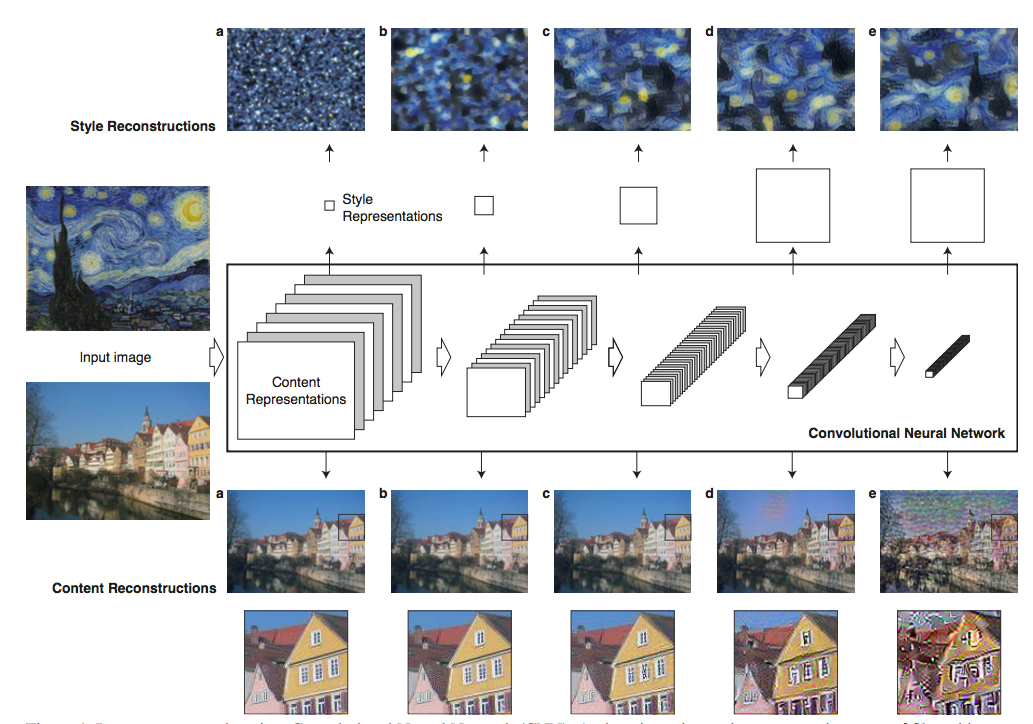 a b c d e
Style Reconstructions
Style
Representations
Input image
Content
Representations
Convolutional Neural Network
a b c d e
Content Reconstructions